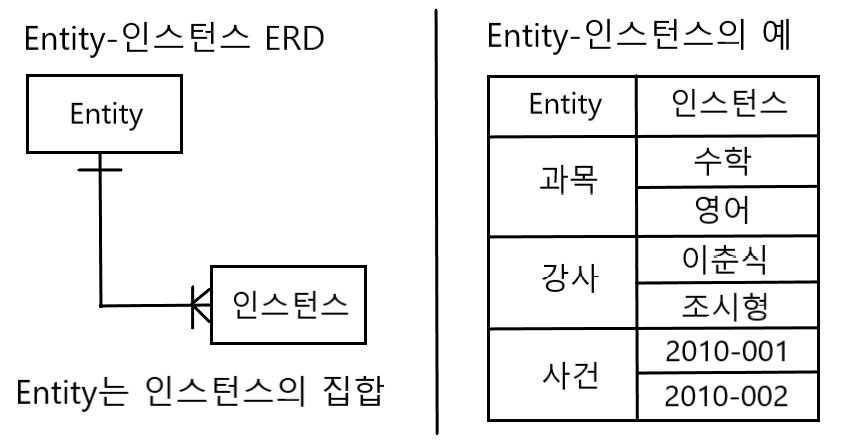 Entity-인스턴스 ERD
Entity
인스턴스
Entity는 인스턴스의 집합
Entity-인스턴스의 예
Entity 인스턴스
과목
수학
영어
강사
이춘식
조시형
사건
2010-001
2010-002